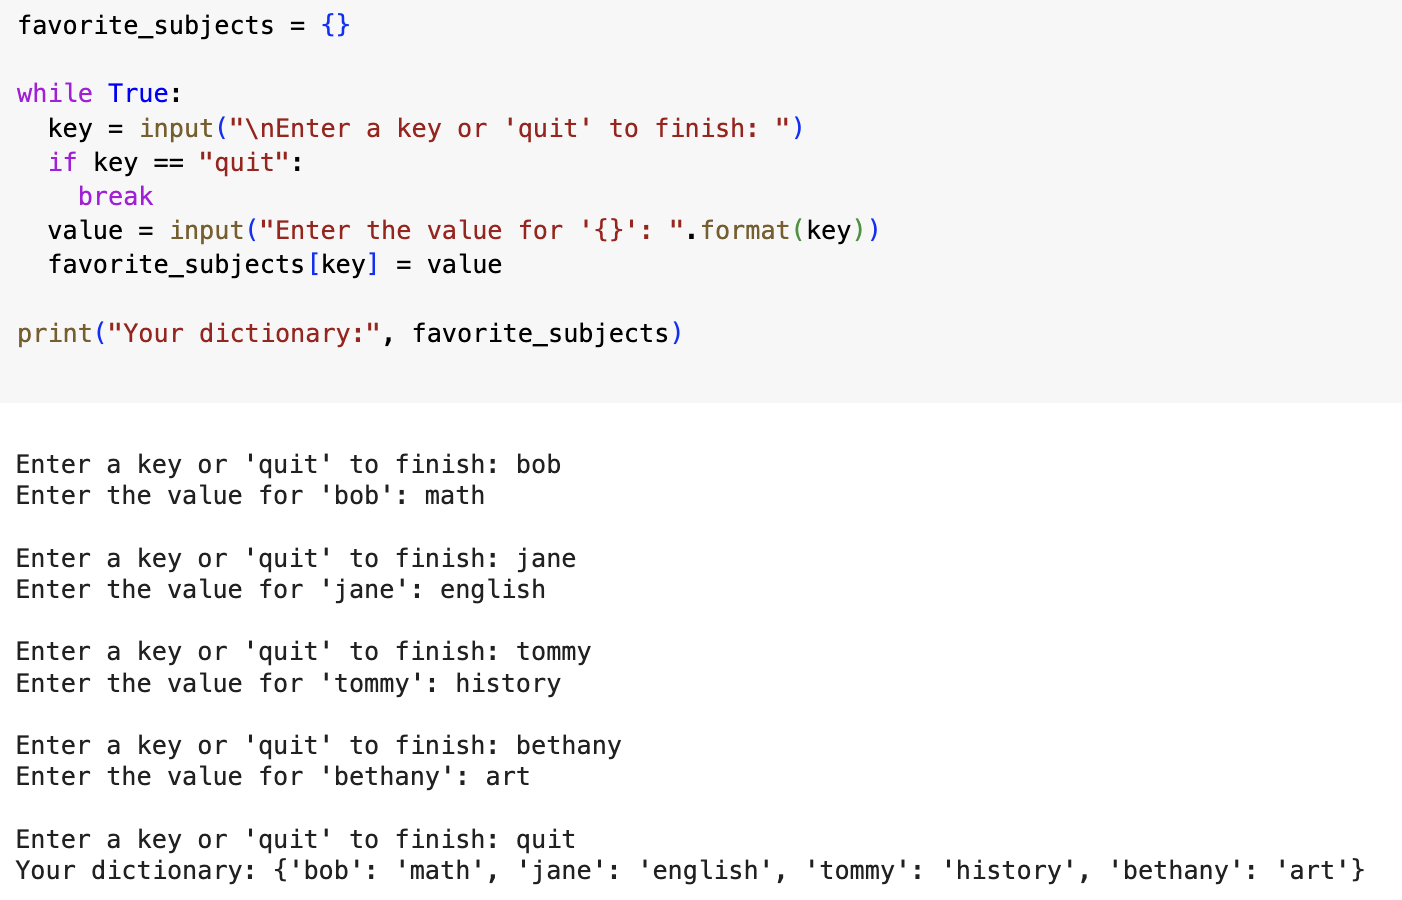 favorite_subjects = {}
while True:
  key = input("\nEnter a key or 'quit' to finish: ")
  if key == "quit":
    break
  value = input("Enter the value for '{}': ".format(key))
  favorite_subjects[key] = value
print("Your dictionary:", favorite_subjects)
Enter a key or 'quit' to finish: bob
Enter the value for 'bob': math
Enter a key or 'quit' to finish: jane
Enter the value for 'jane': english
Enter a key or 'quit' to finish: tommy
Enter the value for 'tommy': history
Enter a key or 'quit' to finish: bethany
Enter the value for 'bethany': art
Enter a key or 'quit' to finish: quit
Your dictionary: {'bob': 'math', 'jane': 'english', 'tommy': 'history', 'bethany': 'art'}